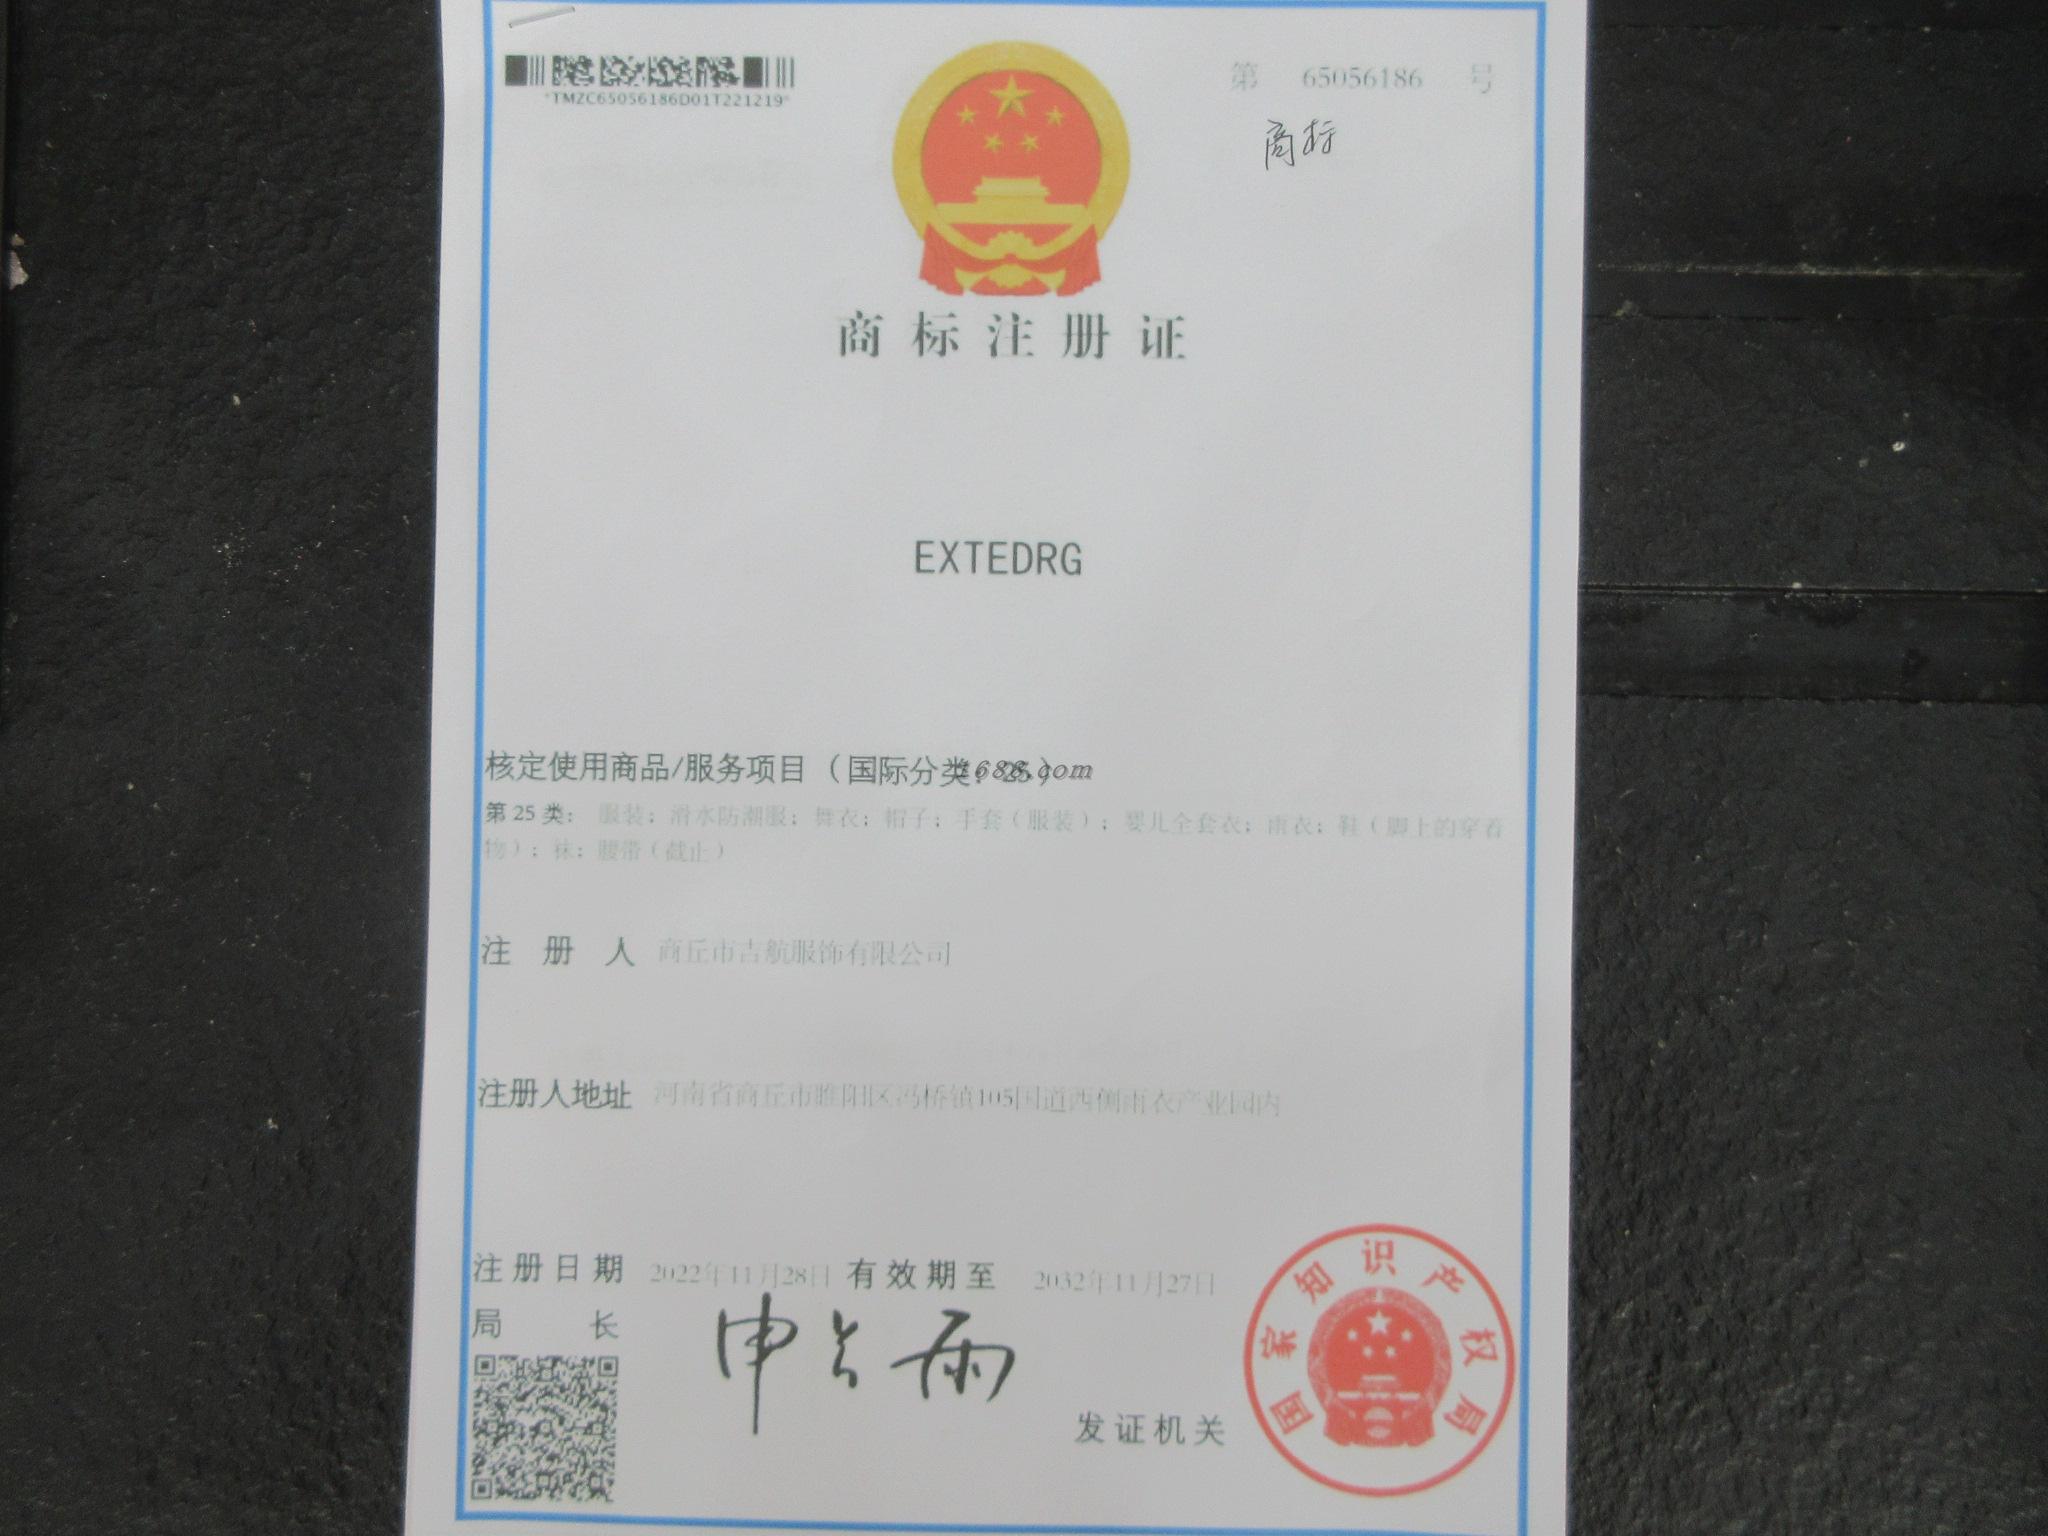 *TMZC65056186D01T221219*
第 65056186 号
商标
商标注册证
EXTEDRG
核定使用商品/服务项目（国际分类：25）
1688.com
第 25 类： 服装；滑水防潮服；舞衣；帽子；手套（服装）；婴儿全套衣；雨衣；鞋（脚上的穿着
物）；袜；腰带（截止）
注册人 商丘市吉航服饰有限公司
注册人地址 河南省商丘市睢阳区冯桥镇105国道西侧雨衣产业园内
注册日期 2022年11月28日 有效期至 2032年11月27日
局长 申长雨
发证机关
国家知识产权局